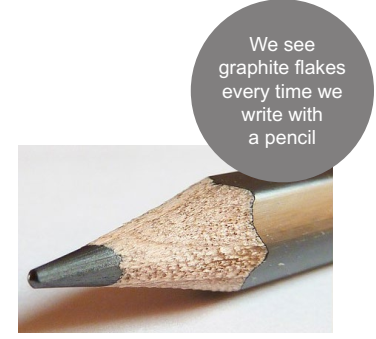 We see
graphite flakes
every time we
write with
a pencil